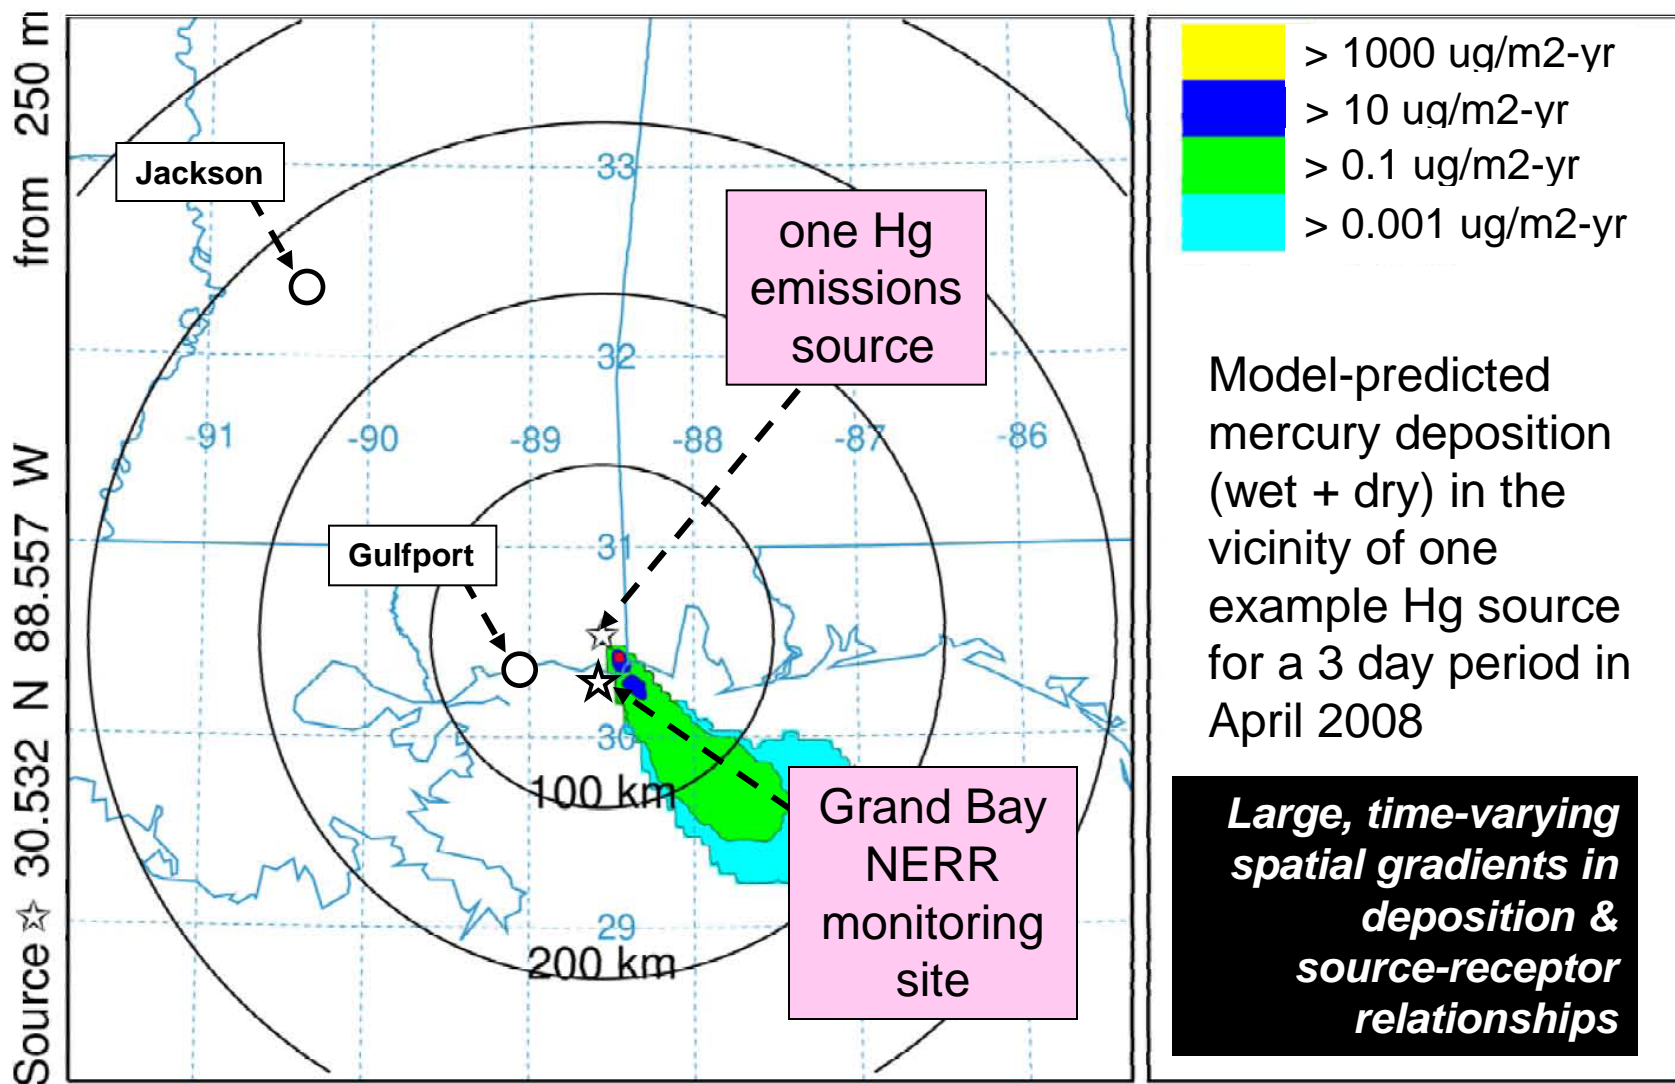 Source ☆ 30.532 N 88.557 W from 250 m
Jackson
33
one Hg
emissions
source
32
-91
-90
-89
-88
-87
-86
Gulfport
31
30
100 km
Grand Bay
NERR
monitoring
site
29
200 km
> 1000 ug/m2-yr
> 10 ug/m2-yr
> 0.1 ug/m2-yr
> 0.001 ug/m2-yr
Model-predicted
mercury deposition
(wet + dry) in the
vicinity of one
example Hg source
for a 3 day period in
April 2008
Large, time-varying
spatial gradients in
deposition &
source-receptor
relationships